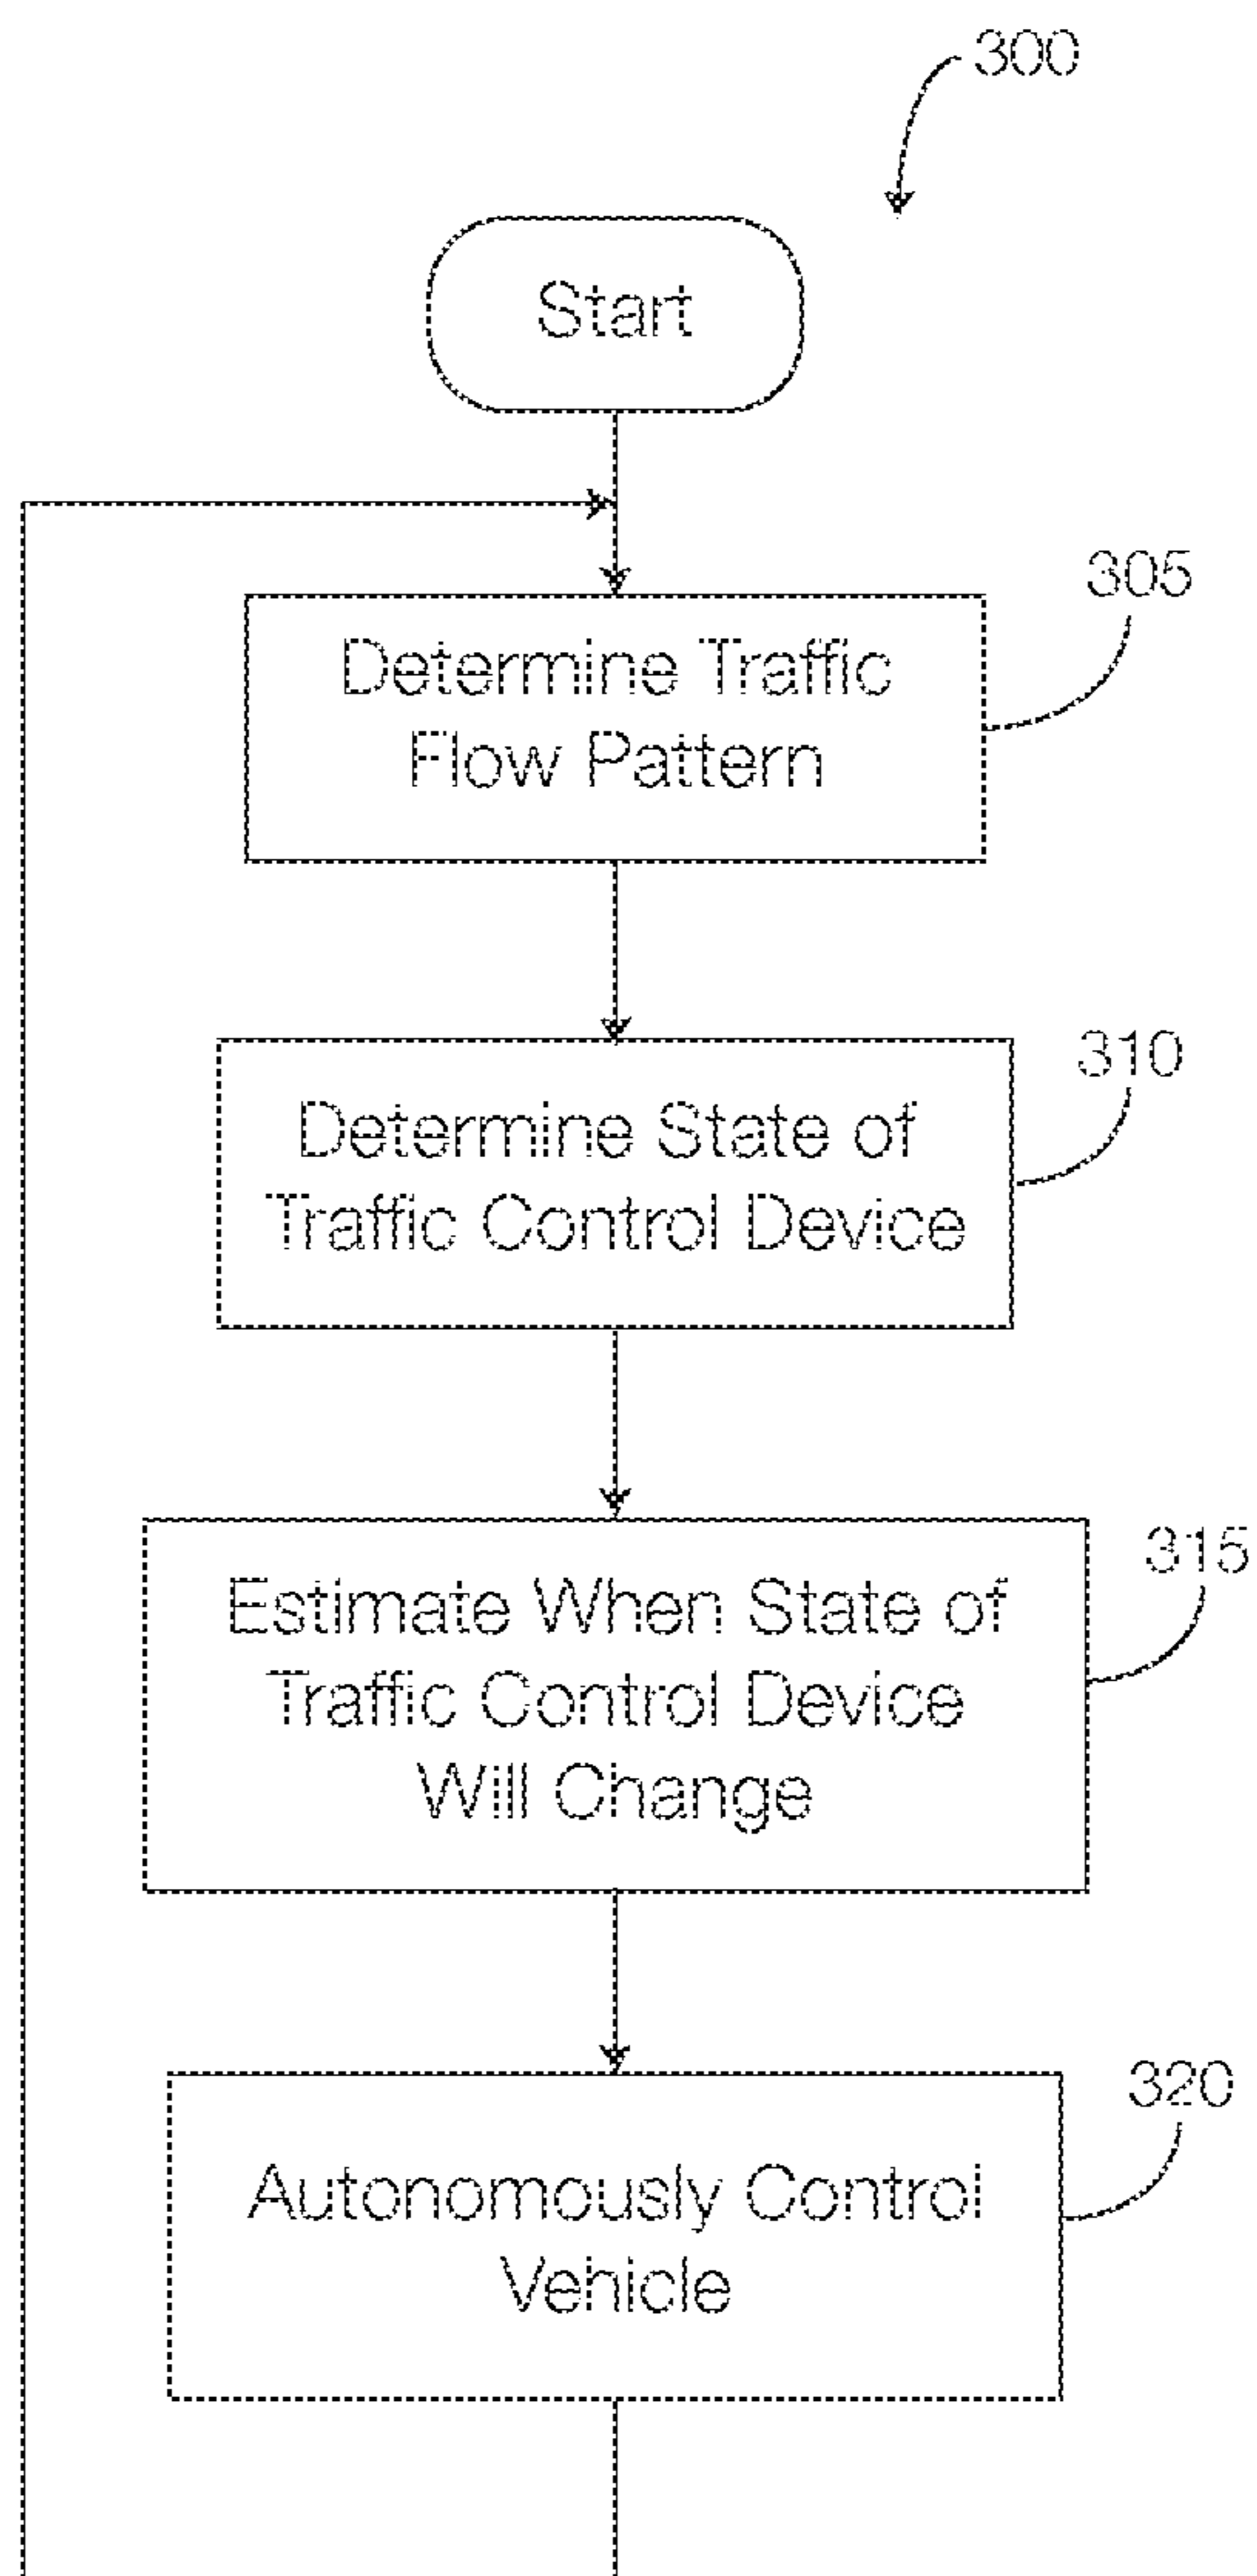 300
Start
305
Determine Traffic
Flow Pattern
310
Determine State of
Traffic Control Device
315
Estimate When State of
Traffic Control Device
Will Change
320
Autonomously Control
Vehicle